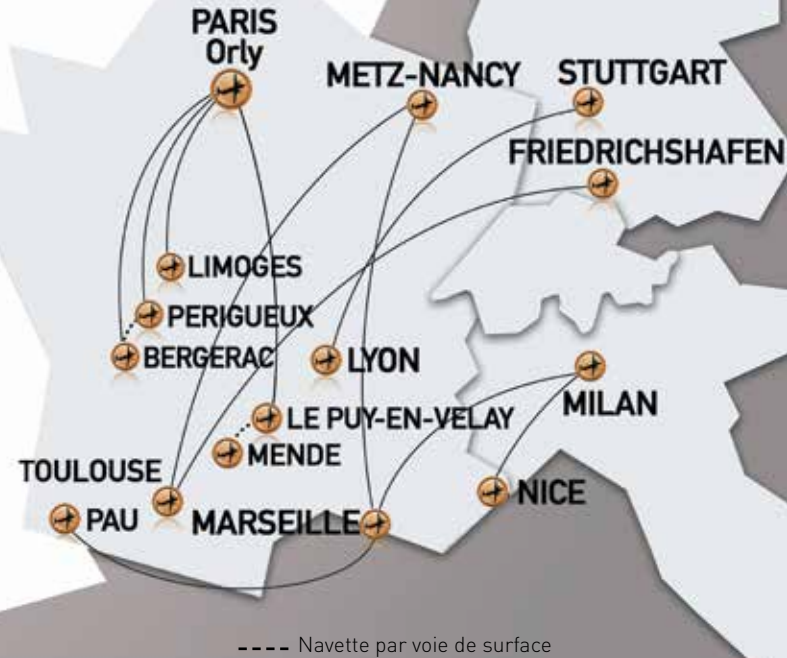 PARIS
Orly
METZ-NANCY
STUTTGART
FRIEDRICHSHAFEN
LIMOGES
PERIGUEUX
BERGERAC
LYON
MILAN
LE PUY-EN-VELAY
MENDE
TOULOUSE
NICE
PAU
MARSEILLE
---- Navette par voie de surface